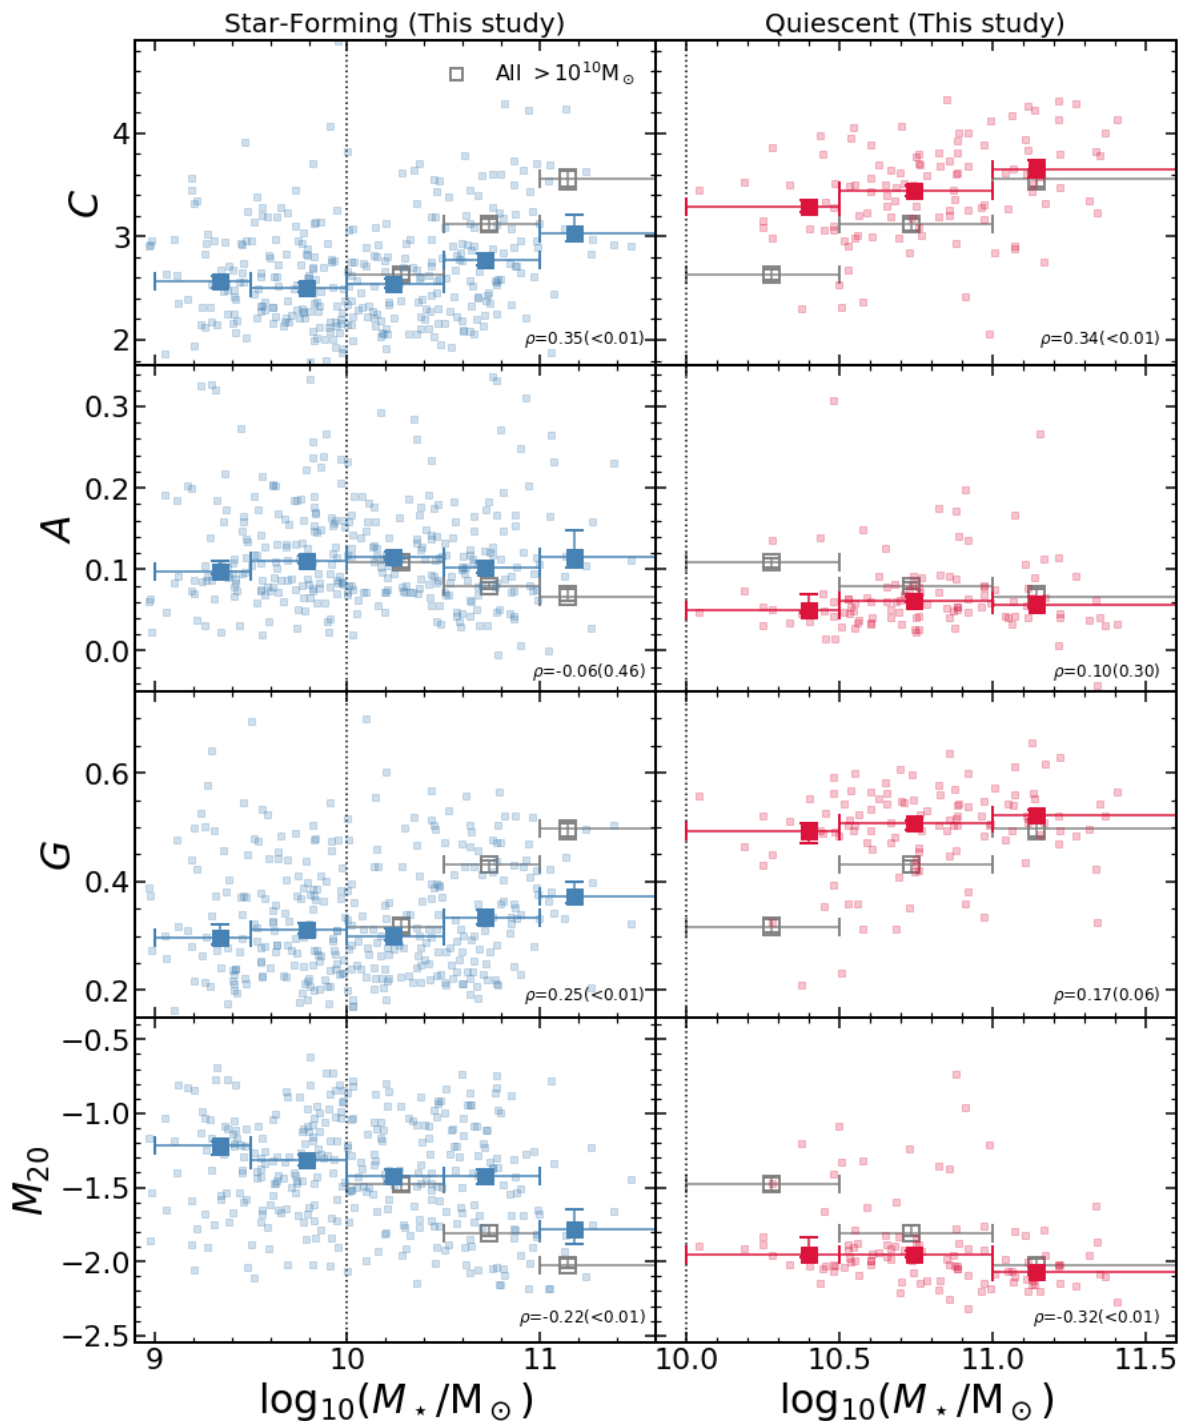 Star-Forming (This study)
Quiescent (This study)
All > 10¹⁰M☉
C
4
3
2
ρ=0.35(<0.01)
ρ=0.34(<0.01)
A
0.3
0.2
0.1
0.0
ρ=-0.06(0.46)
ρ=0.10(0.30)
G
0.6
0.4
0.2
ρ=0.25(<0.01)
ρ=0.17(0.06)
M₂₀
−0.5
−1.0
−1.5
−2.0
−2.5
ρ=-0.22(<0.01)
ρ=-0.32(<0.01)
9 10 11
10.0 10.5 11.0 11.5
log₁₀(M⋆/M☉)
log₁₀(M⋆/M☉)